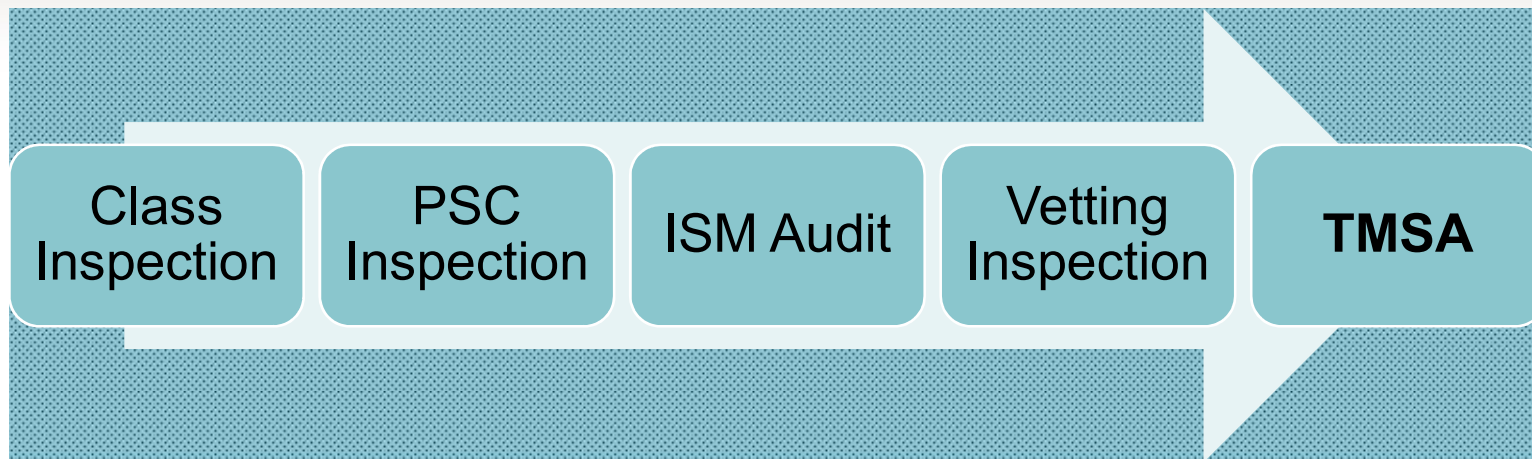 Class
Inspection
PSC
Inspection
ISM Audit
Vetting
Inspection
TMSA